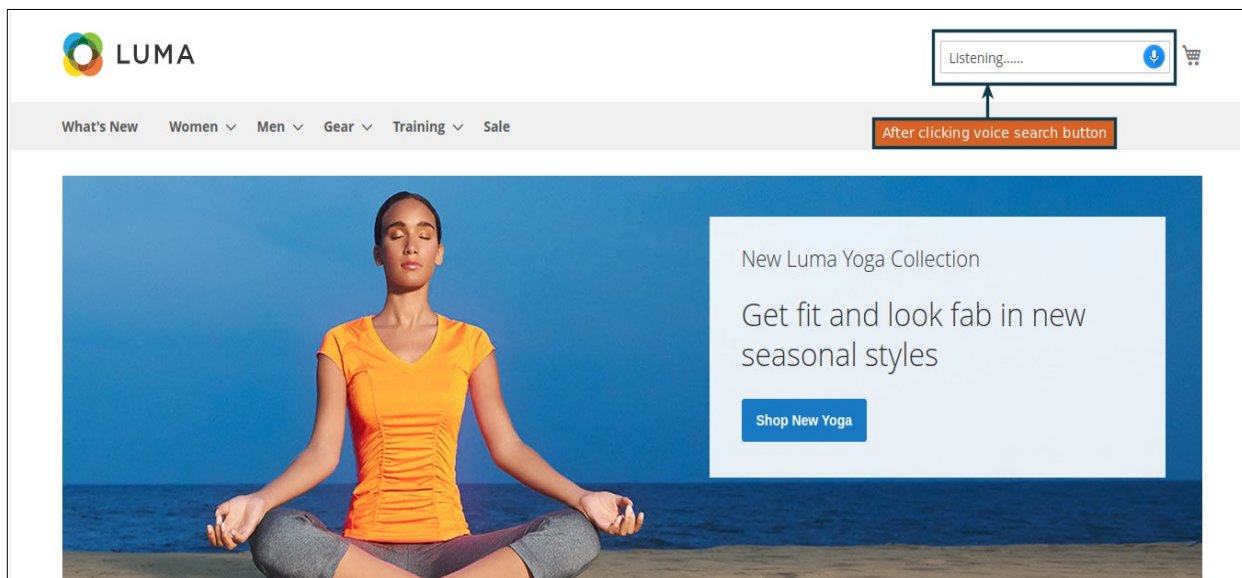 LUMA
Listening......
What's New Women Men Gear Training Sale
After clicking voice search button
New Luma Yoga Collection
Get fit and look fab in new
seasonal styles
Shop New Yoga